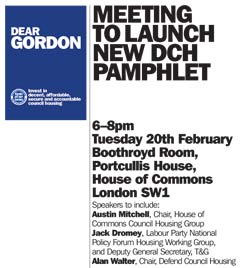 DEAR
GORDON
Invest in
decent, affordable,
secure and accountable
council housing
MEETING
TO LAUNCH
NEW DCH
PAMPHLET
6–8pm
Tuesday 20th February
Boothroyd Room,
Portcullis House,
House of Commons
London SW1
Speakers to include:
Austin Mitchell, Chair, House of
Commons Council Housing Group
Jack Dromey, Labour Party National
Policy Forum Housing Working Group,
and Deputy General Secretary, T&G
Alan Walter, Chair, Defend Council Housing